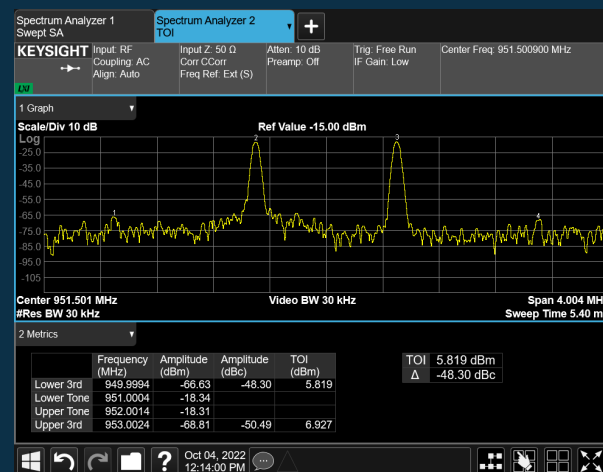 Spectrum Analyzer 1
Swept SA
Spectrum Analyzer 2
TOI
+
KEYSIGHT
Input: RF
Coupling: AC
Align: Auto
Input Z: 50 Ω
Corr CCorr
Freq Ref: Ext (S)
Atten: 10 dB
Preamp: Off
Trig: Free Run
IF Gain: Low
Center Freq: 951.500900 MHz
LXI
1 Graph
Scale/Div 10 dB
Ref Value -15.00 dBm
Log
-25.0
-35.0
-45.0
-55.0
-65.0
-75.0
-85.0
-95.0
-105
1
2
3
4
Center 951.501 MHz
Video BW 30 kHz
Span 4.004 MH
#Res BW 30 kHz
Sweep Time 5.40 m
2 Metrics
Frequency (MHz) Amplitude (dBm) Amplitude (dBc) TOI (dBm)
Lower 3rd 949.9994 -66.63 -48.30 5.819
Lower Tone 951.0004 -18.34
Upper Tone 952.0014 -18.31
Upper 3rd 953.0024 -68.81 -50.49 6.927
TOI 5.819 dBm
Δ -48.30 dBc
?
Oct 04, 2022
12:14:00 PM